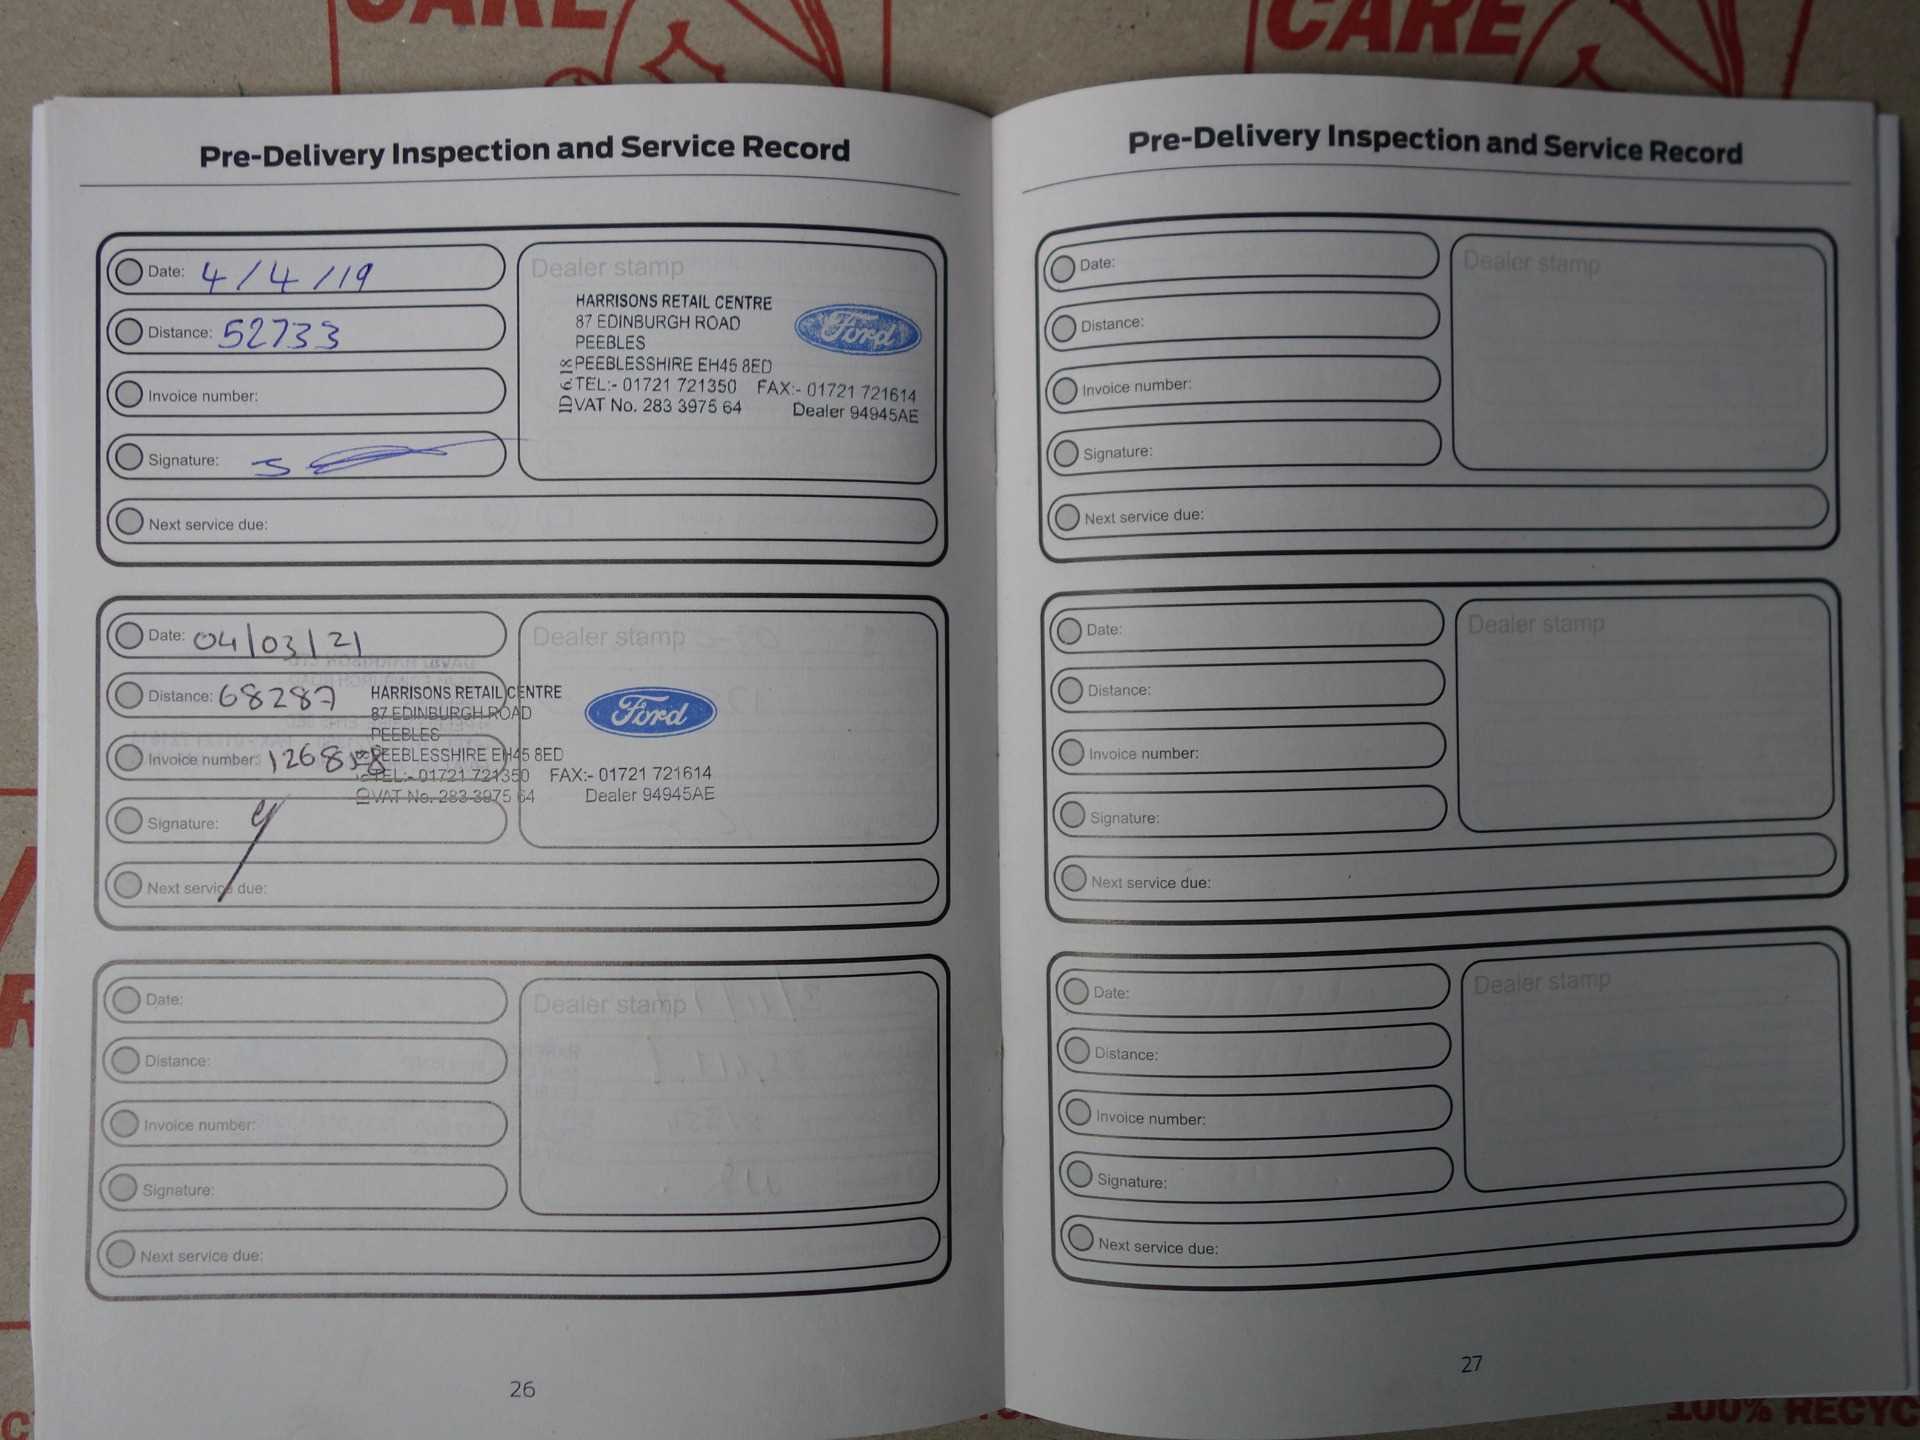 CARE
CARE
Pre-Delivery Inspection and Service Record
Date: 4/4/19
Distance: 52733
Invoice number:
Signature:
Next service due:
Dealer stamp
HARRISONS RETAIL CENTRE
87 EDINBURGH ROAD
PEEBLES
PEEBLESSHIRE EH45 8ED
TEL:- 01721 721350 FAX:- 01721 721614
VAT No. 283 3975 64 Dealer 94945AE
Ford
Date: 04/03/21
Distance: 68287
Invoice number:
Signature:
Next service due:
Dealer stamp
HARRISONS RETAIL CENTRE
87 EDINBURGH ROAD
PEEBLES
PEEBLESSHIRE EH45 8ED
TEL:- 01721 721350 FAX:- 01721 721614
VAT No. 283 3975 64 Dealer 94945AE
Ford
Date:
Distance:
Invoice number:
Signature:
Next service due:
Dealer stamp
26
Pre-Delivery Inspection and Service Record
Date:
Distance:
Invoice number:
Signature:
Next service due:
Dealer stamp
Date:
Distance:
Invoice number:
Signature:
Next service due:
Dealer stamp
Date:
Distance:
Invoice number:
Signature:
Next service due:
Dealer stamp
27
100% RECYC